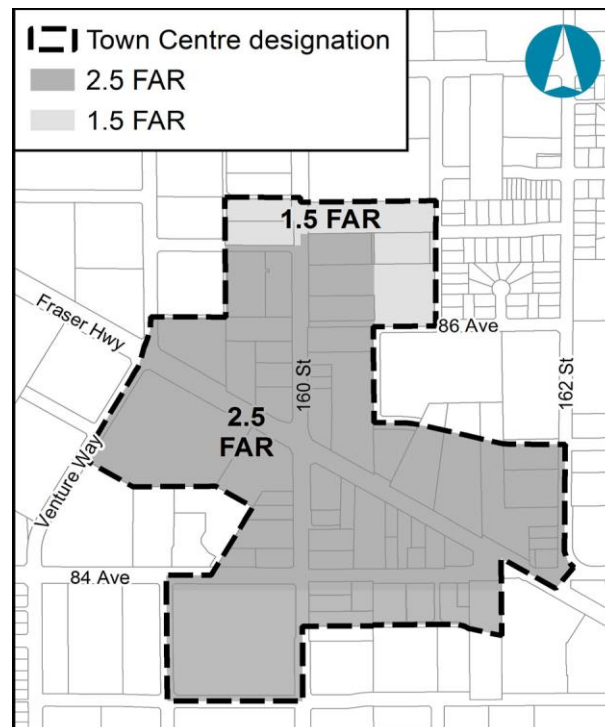 Town Centre designation
2.5 FAR
1.5 FAR
1.5 FAR
Fraser Hwy
86 Ave
160 St
162 St
2.5
FAR
Venture Way
84 Ave